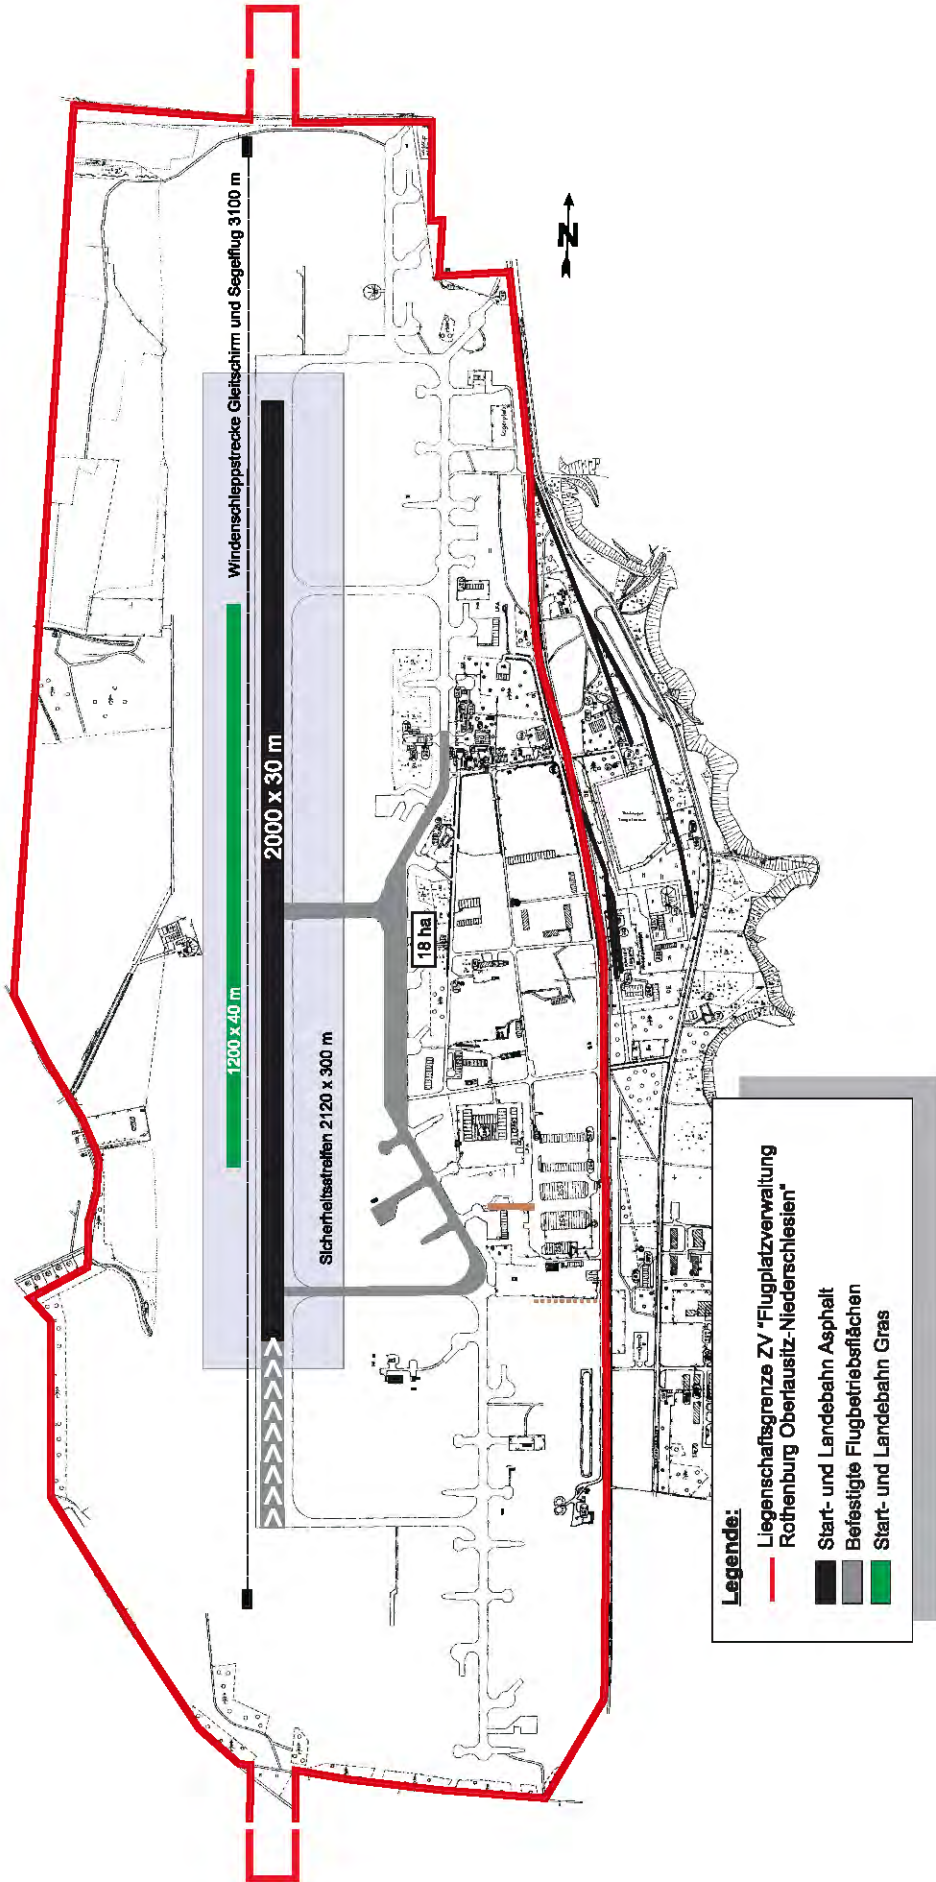 Windenschleppstrecke Gleitschirm und Segelflug 3100 m
1200 x 40 m
2000 x 30 m
Sicherheitsstreifen 2120 x 300 m
18 ha
N
Lagerplatz
Legende:
Liegenschaftsgrenze ZV "Flugplatzverwaltung
Rothenburg Oberlausitz-Niederschlesien"
Start- und Landebahn Asphalt
Befestigte Flugbetriebsflächen
Start- und Landebahn Gras